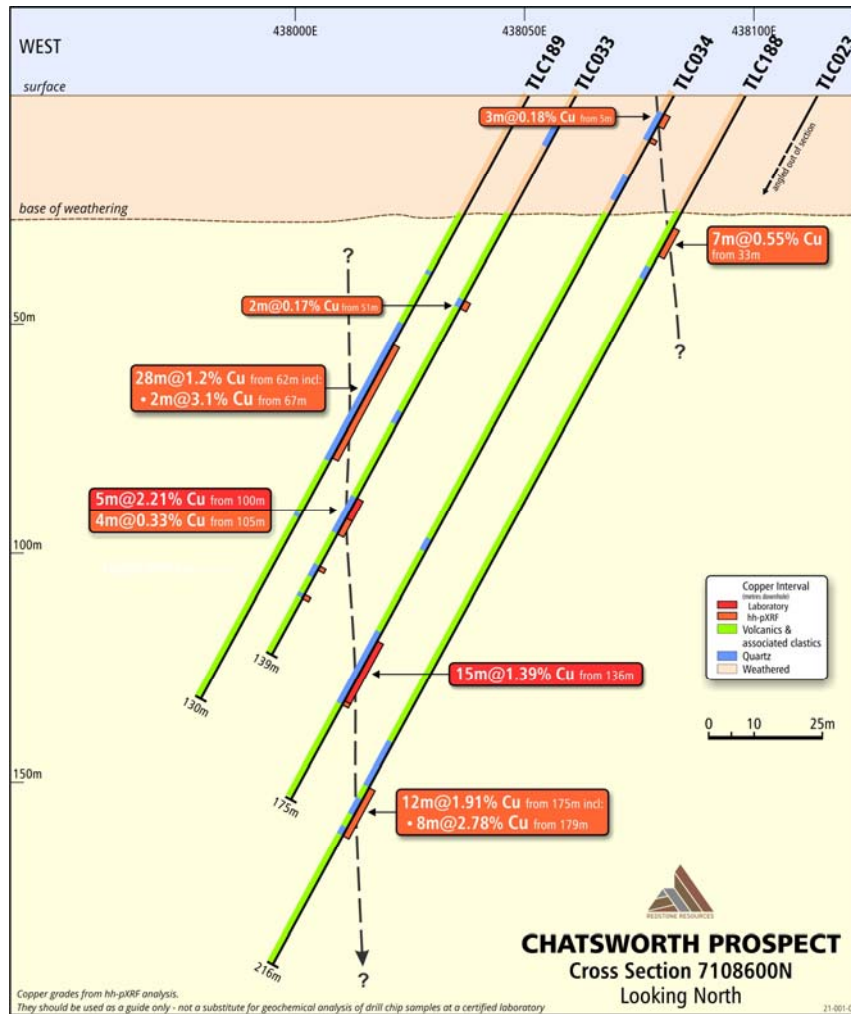 438000E
438050E
438100E
WEST
TLC189
TLC033
TLC034
TLC188
TLC023
surface
3m@0.18% Cu from 5m
angled out of section
base of weathering
7m@0.55% Cu
from 33m
?
2m@0.17% Cu from 51m
50m
?
28m@1.2% Cu from 62m incl:
• 2m@3.1% Cu from 67m
5m@2.21% Cu from 100m
4m@0.33% Cu from 105m
100m
Copper Interval
(metres downhole)
Laboratory
hh-pXRF
Volcanics &
associated clastics
Quartz
Weathered
139m
15m@1.39% Cu from 136m
130m
0 10 25m
150m
175m
12m@1.91% Cu from 175m incl:
• 8m@2.78% Cu from 179m
REDSTONE RESOURCES
216m
?
CHATSWORTH PROSPECT
Cross Section 7108600N
Looking North
Copper grades from hh-pXRF analysis.
They should be used as a guide only - not a substitute for geochemical analysis of drill chip samples at a certified laboratory